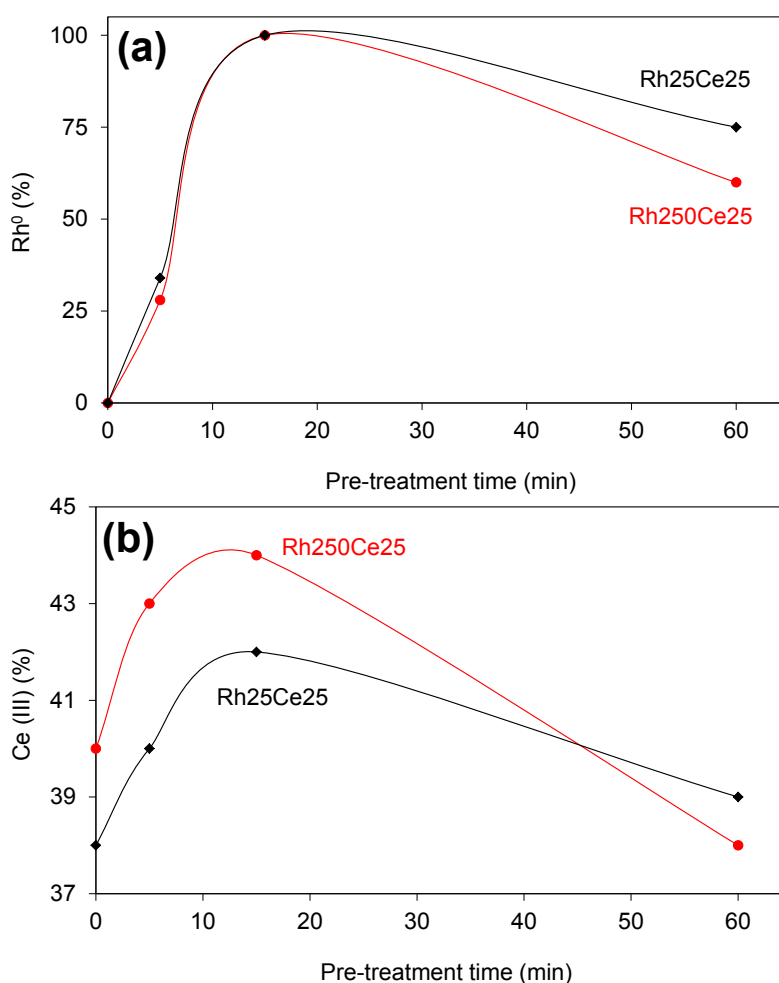 (a)
100
75
50
25
0
Rh⁰ (%)
Rh25Ce25
Rh250Ce25
0 10 20 30 40 50 60
Pre-treatment time (min)
(b)
45
43
41
39
37
Ce (III) (%)
Rh250Ce25
Rh25Ce25
0 10 20 30 40 50 60
Pre-treatment time (min)